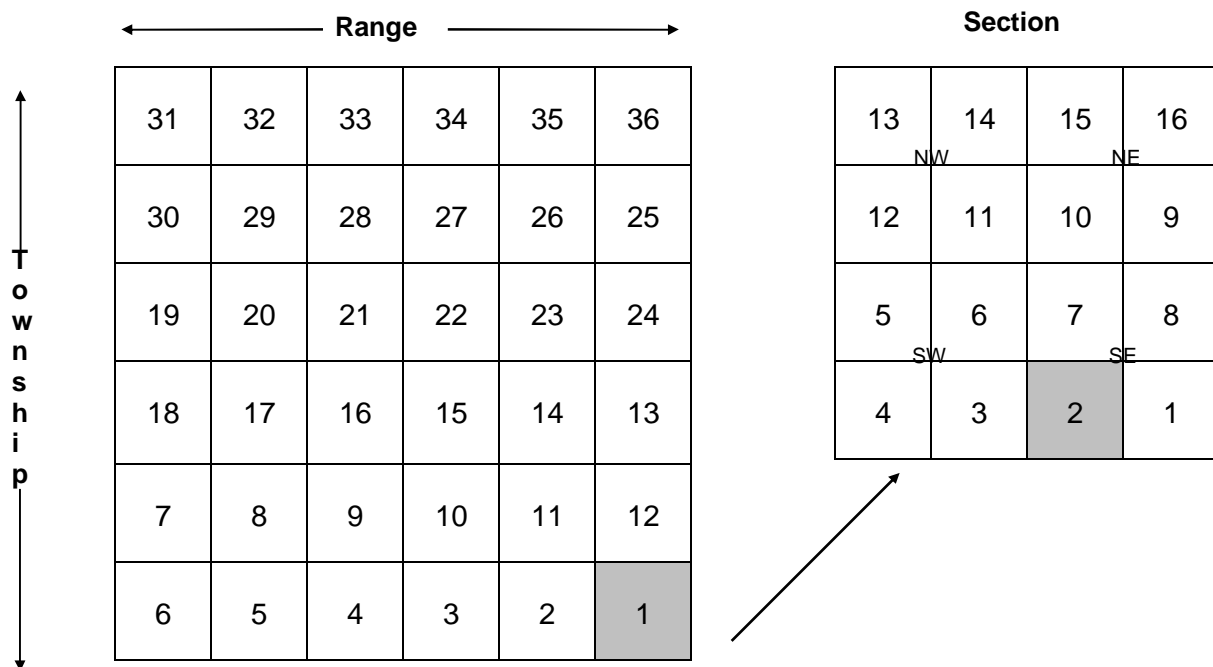 Range
Section
Township
31 32 33 34 35 36
30 29 28 27 26 25
19 20 21 22 23 24
18 17 16 15 14 13
7 8 9 10 11 12
6 5 4 3 2 1
13 14 15 16
NW NE
12 11 10 9
5 6 7 8
SW SE
4 3 2 1